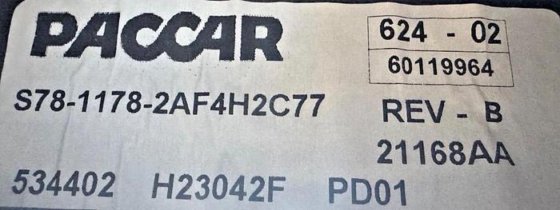 PACCAR
624 - 02
60119964
S78-1178-2AF4H2C77
REV - B
21168AA
534402 H23042F PD01